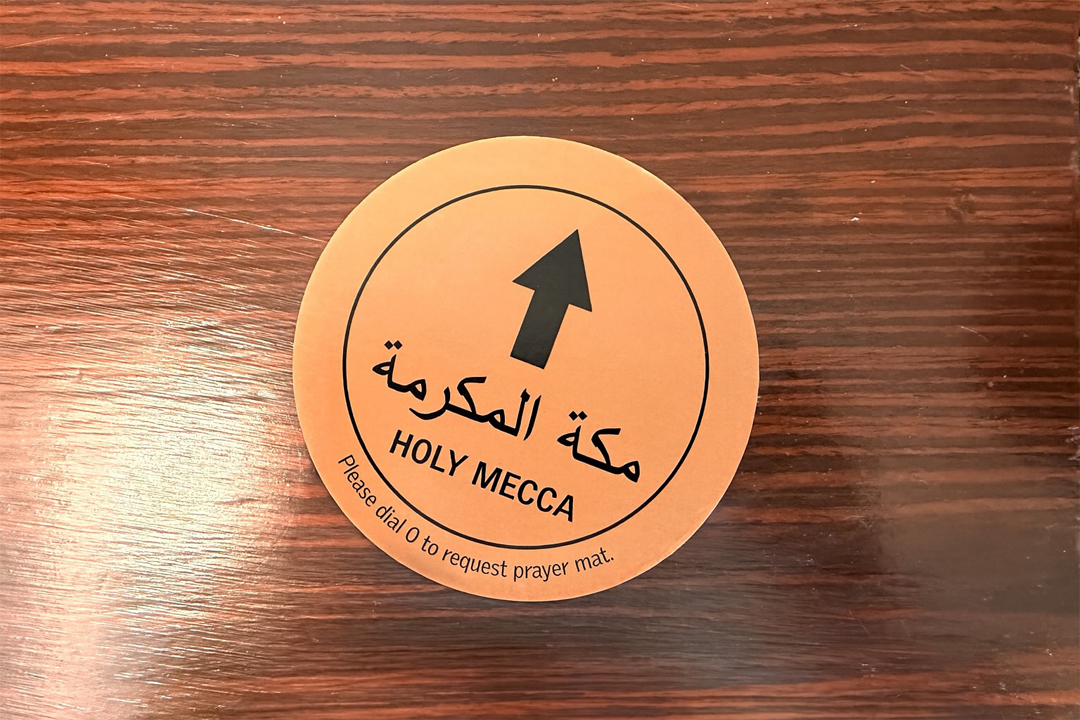 مكة المكرمة
HOLY MECCA
Please dial 0 to request prayer mat.